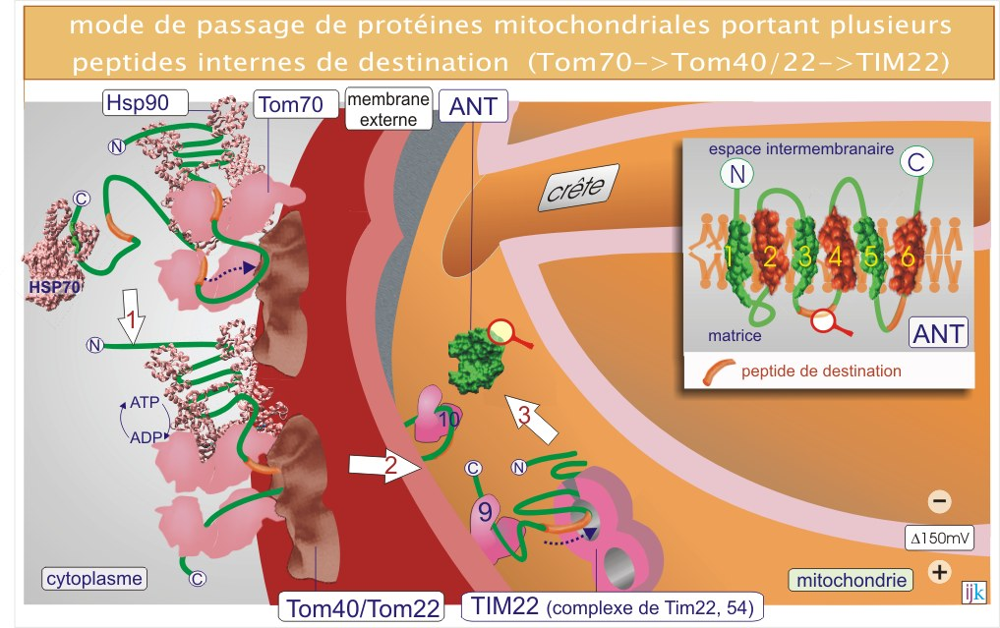 mode de passage de protéines mitochondriales portant plusieurs
peptides internes de destination (Tom70->Tom40/22->TIM22)
Hsp90
Tom70
membrane
externe
ANT
N
C
HSP70
crête
espace intermembranaire
N
C
1 2 3 4 5 6
matrice
ANT
peptide de destination
1
N
ATP
ADP
2
10
3
C
N
9
C
cytoplasme
Tom40/Tom22
TIM22 (complexe de Tim22, 54)
−
Δ150mV
+
mitochondrie
ijk